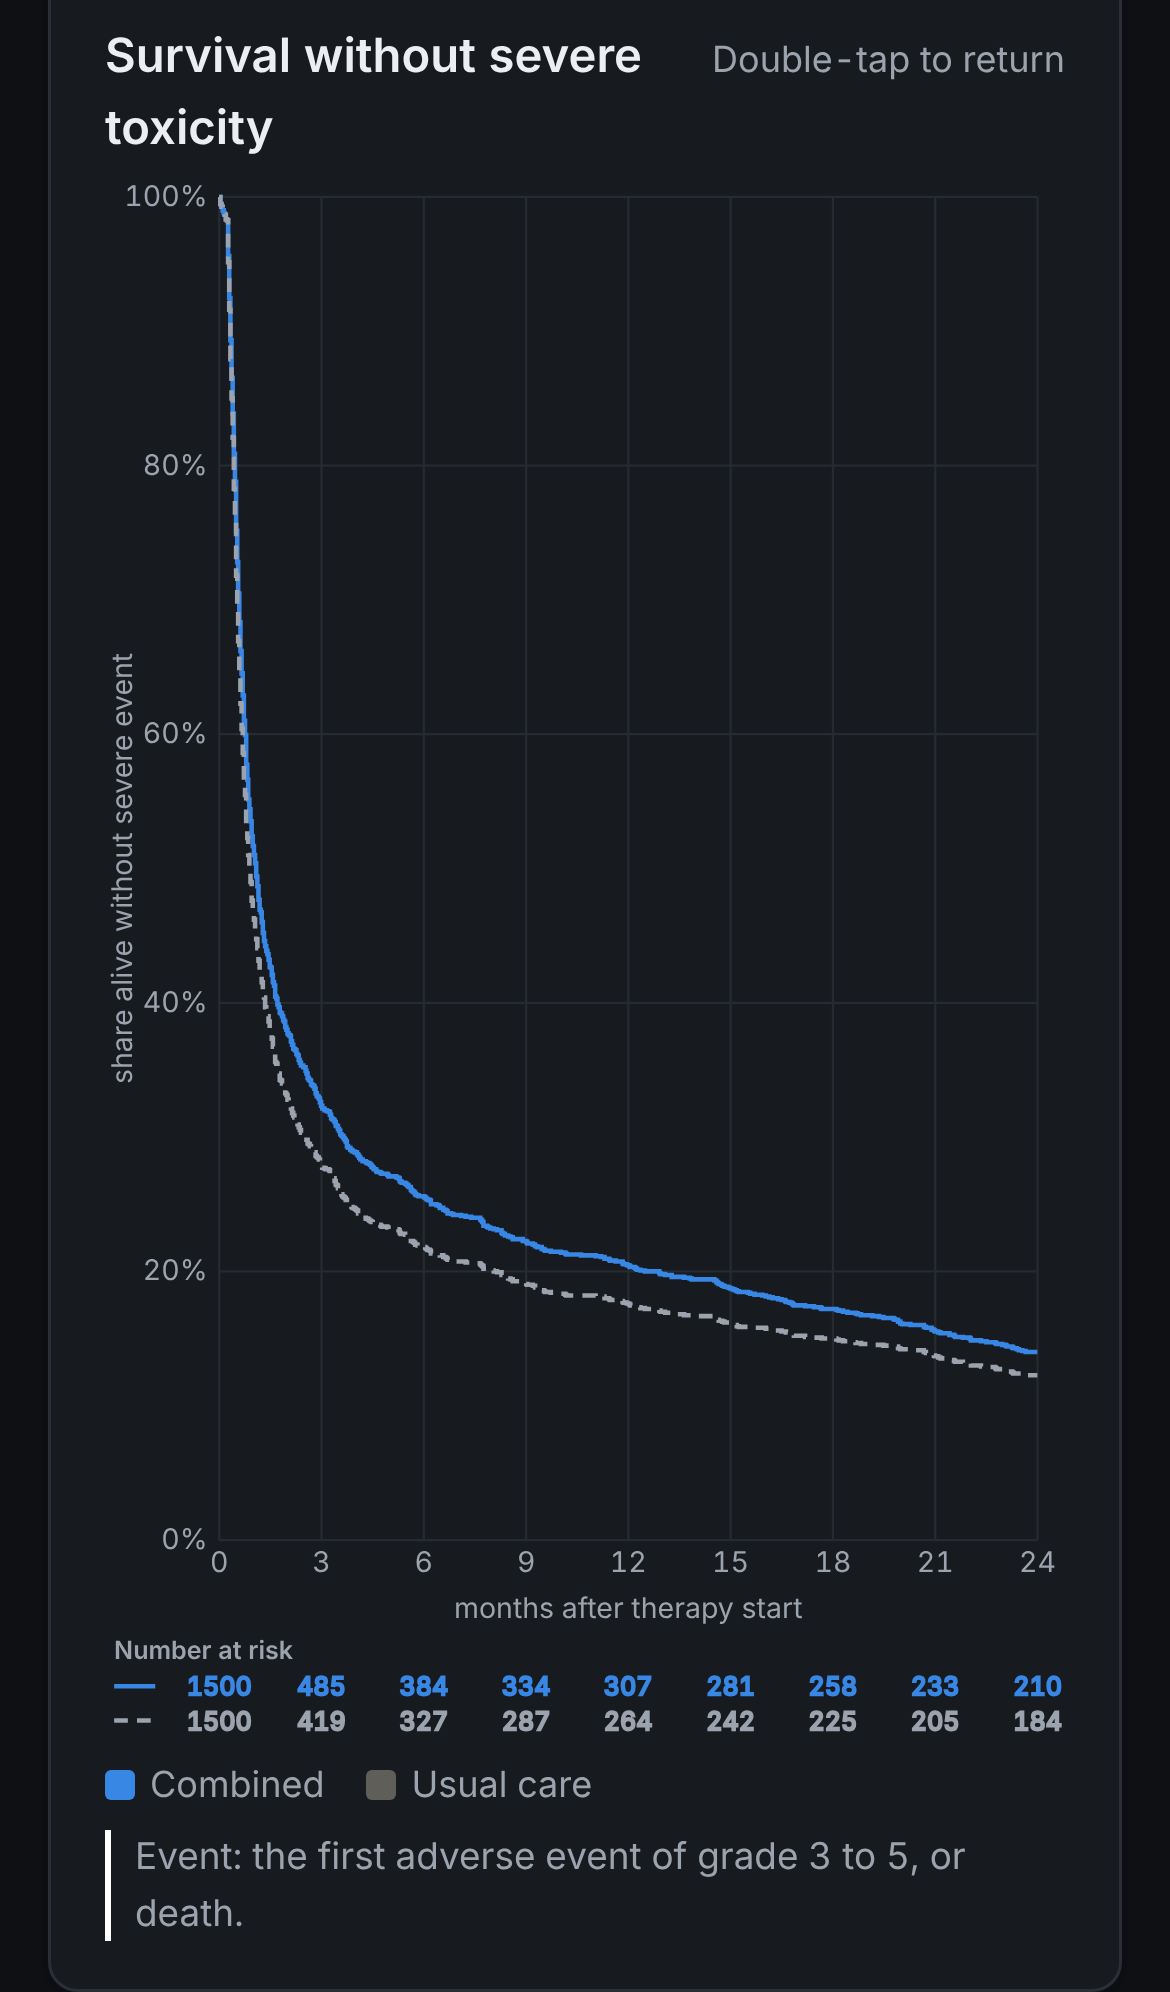 Survival without severe
toxicity
Double-tap to return
share alive without severe event
100%
80%
60%
40%
20%
0%
0 3 6 9 12 15 18 21 24
months after therapy start
Number at risk
1500 485 384 334 307 281 258 233 210
1500 419 327 287 264 242 225 205 184
Combined Usual care
Event: the first adverse event of grade 3 to 5, or
death.